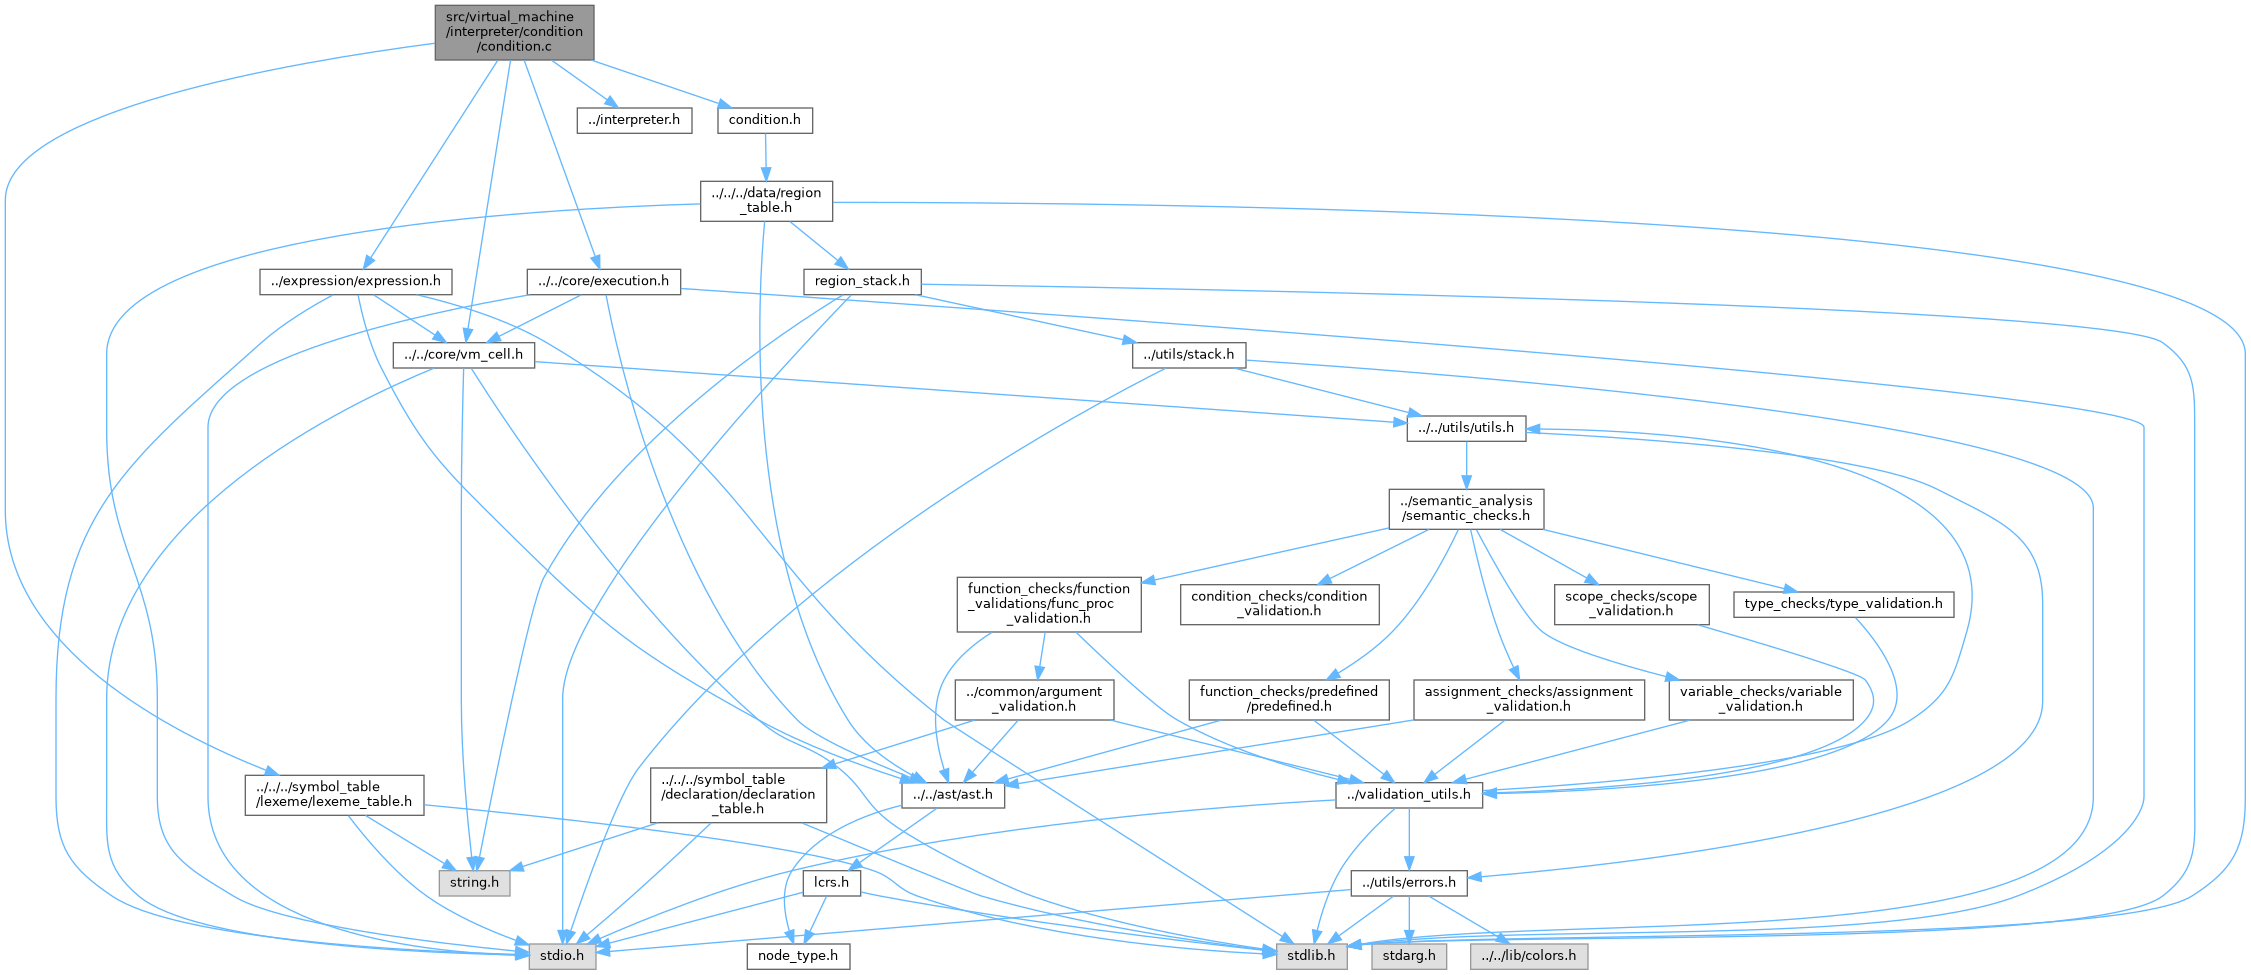 src/virtual_machine
/interpreter/condition
/condition.c
../interpreter.h
condition.h
../../../data/region
_table.h
../expression/expression.h
../../core/execution.h
region_stack.h
../../core/vm_cell.h
../utils/stack.h
../../utils/utils.h
../semantic_analysis
/semantic_checks.h
function_checks/function
_validations/func_proc
_validation.h
condition_checks/condition
_validation.h
scope_checks/scope
_validation.h
type_checks/type_validation.h
../common/argument
_validation.h
function_checks/predefined
/predefined.h
assignment_checks/assignment
_validation.h
variable_checks/variable
_validation.h
../../../symbol_table
/lexeme/lexeme_table.h
../../../symbol_table
/declaration/declaration
_table.h
../../ast/ast.h
../validation_utils.h
string.h
lcrs.h
../utils/errors.h
stdio.h
node_type.h
stdlib.h
stdarg.h
../../lib/colors.h